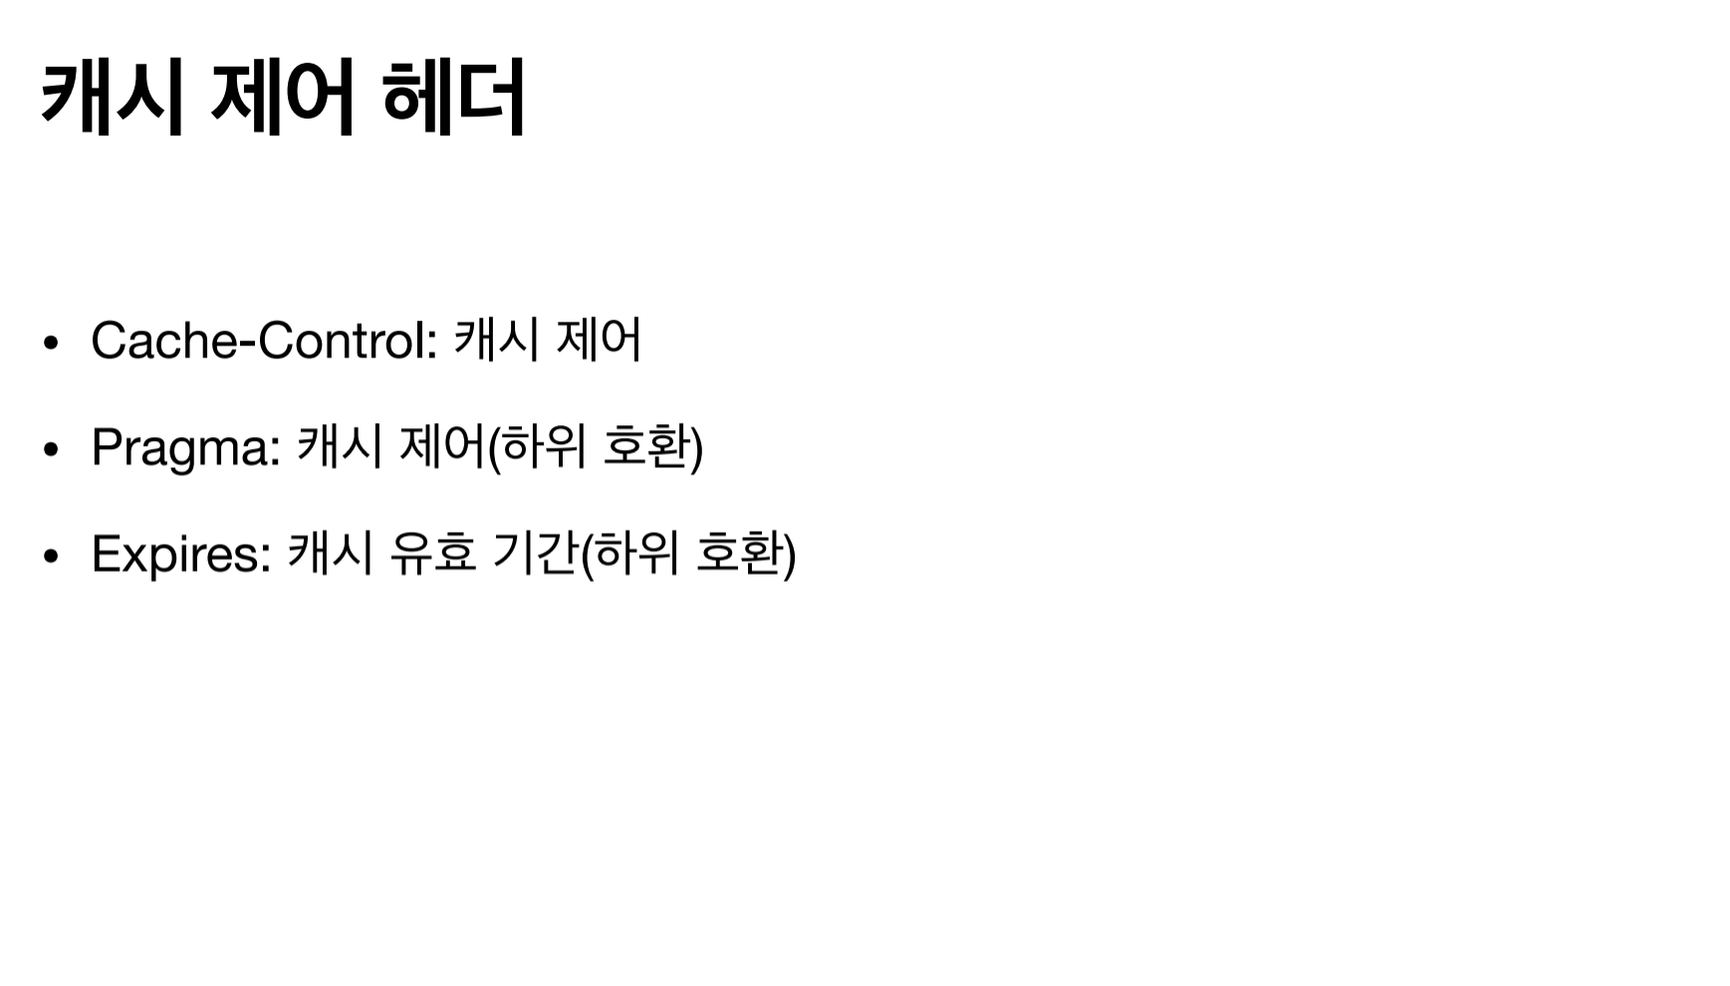 캐시 제어 헤더
• Cache-Control: 캐시 제어
• Pragma: 캐시 제어(하위 호환)
• Expires: 캐시 유효 기간(하위 호환)